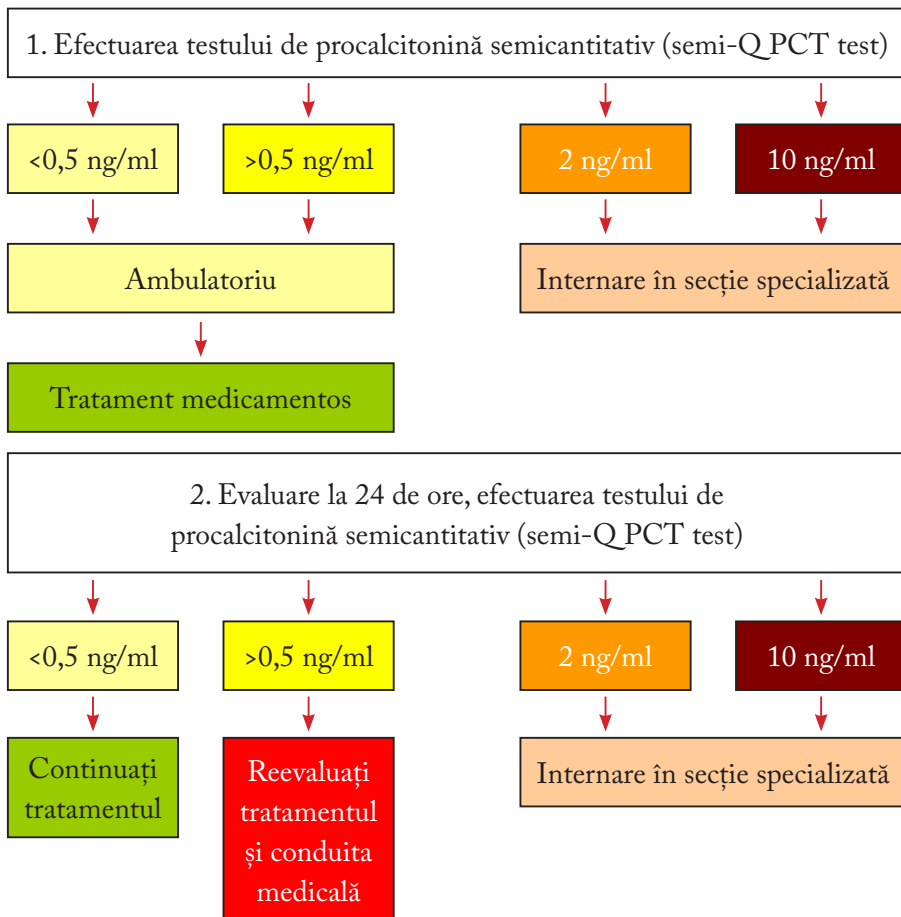 1. Efectuarea testului de procalcitonină semicantitativ (semi-Q PCT test)
<0,5 ng/ml
>0,5 ng/ml
2 ng/ml
10 ng/ml
Ambulatoriu
Internare în secție specializată
Tratament medicamentos
2. Evaluare la 24 de ore, efectuarea testului de
procalcitonină semicantitativ (semi-Q PCT test)
<0,5 ng/ml
>0,5 ng/ml
2 ng/ml
10 ng/ml
Continuați
tratamentul
Reevaluați
tratamentul
și conduita
medicală
Internare în secție specializată